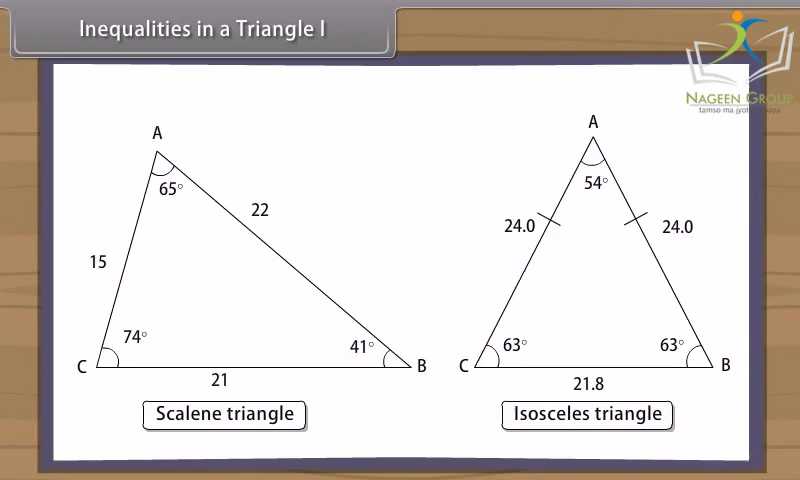 Inequalities in a Triangle I
NAGEEN GROUP
A
65°
22
15
74°
41°
C
B
21
Scalene triangle
A
54°
24.0
24.0
63°
63°
C
B
21.8
Isosceles triangle